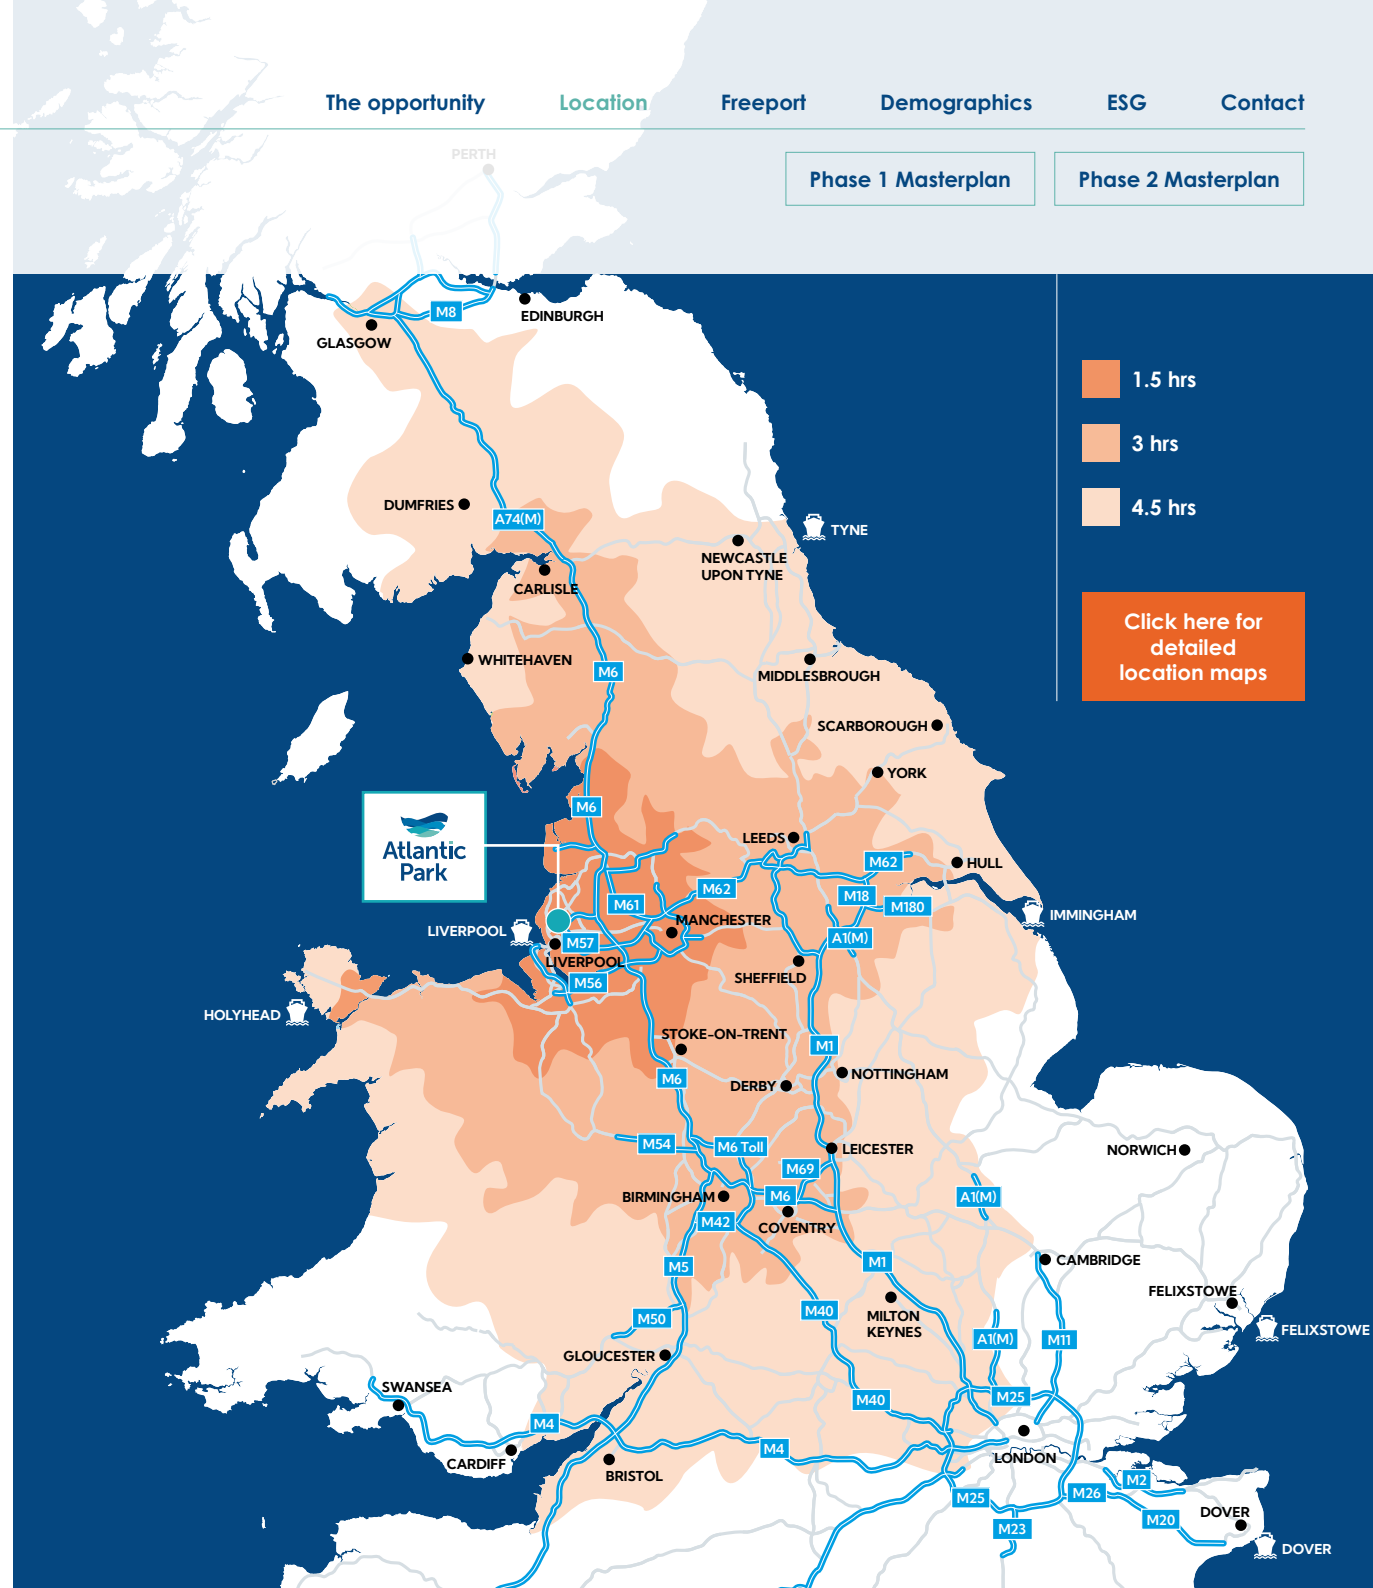 The opportunity
Location
Freeport
Demographics
ESG
Contact
PERTH
Phase 1 Masterplan
Phase 2 Masterplan
M8
EDINBURGH
GLASGOW
1.5 hrs
3 hrs
4.5 hrs
DUMFRIES
A74(M)
TYNE
NEWCASTLE
UPON TYNE
CARLISLE
Click here for
detailed
location maps
WHITEHAVEN
M6
MIDDLESBROUGH
SCARBOROUGH
YORK
M6
Atlantic
Park
LEEDS
M62
HULL
M62
M18
M180
M61
IMMINGHAM
MANCHESTER
LIVERPOOL
M57
A1(M)
LIVERPOOL
SHEFFIELD
M56
HOLYHEAD
STOKE-ON-TRENT
M1
M6
DERBY
NOTTINGHAM
M54
M6 Toll
LEICESTER
NORWICH
M69
BIRMINGHAM
M6
A1(M)
M42
COVENTRY
M5
M1
CAMBRIDGE
FELIXSTOWE
M50
M40
MILTON
KEYNES
A1(M)
M11
FELIXSTOWE
GLOUCESTER
SWANSEA
M40
M25
M4
M4
LONDON
CARDIFF
BRISTOL
M2
M25
M26
M20
DOVER
M23
DOVER